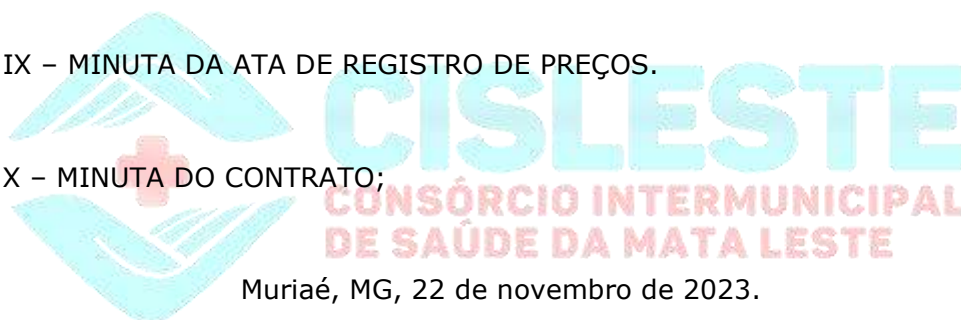 IX – MINUTA DA ATA DE REGISTRO DE PREÇOS.
CISLESTE
X – MINUTA DO CONTRATO;
CONSÓRCIO INTERMUNICIPAL
DE SAÚDE DA MATA LESTE
Muriaé, MG, 22 de novembro de 2023.